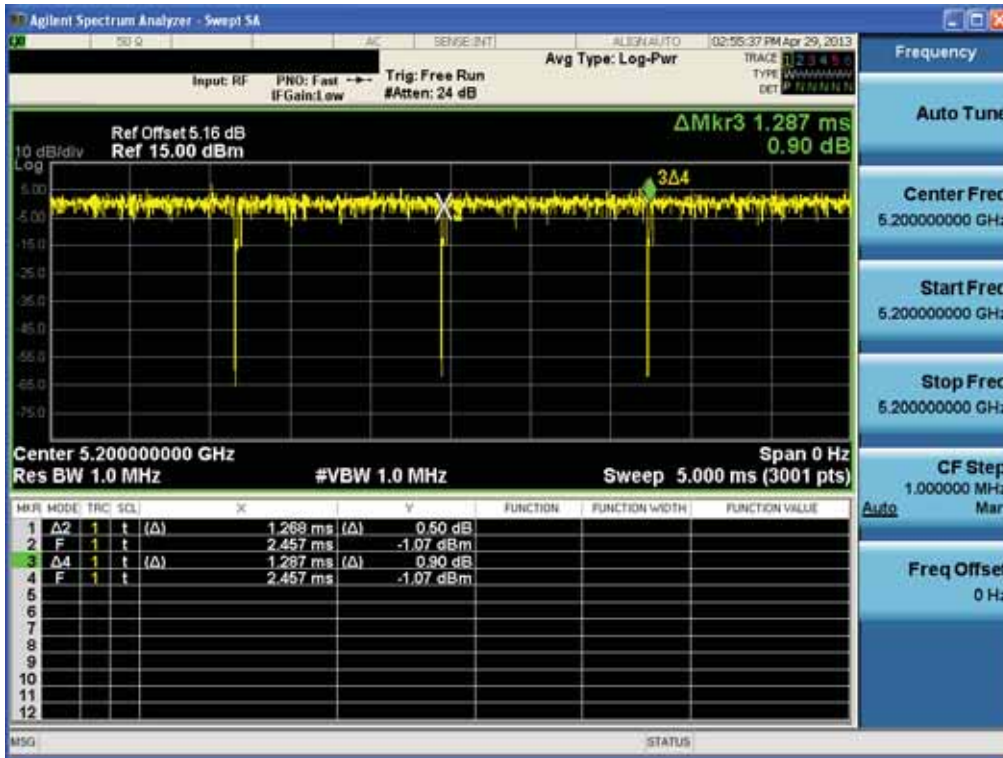 Agilent Spectrum Analyzer - Swept SA
50 Ω AC SENSE:INT ALIGN AUTO 02:55:37 PM Apr 29, 2013
Input: RF PNO: Fast Trig: Free Run Avg Type: Log-Pwr TRACE 1 2 3 4 5 6
IFGain:Low #Atten: 24 dB TYPE
DET P N N N N N
ΔMkr3 1.287 ms
0.90 dB
Ref Offset 5.16 dB
10 dB/div Ref 15.00 dBm
Log
5.00
-5.00
-15.0
-25.0
-35.0
-45.0
-55.0
-65.0
-75.0
3Δ4
Center 5.200000000 GHz Span 0 Hz
Res BW 1.0 MHz #VBW 1.0 MHz Sweep 5.000 ms (3001 pts)
MKR MODE TRC SCL X Y FUNCTION FUNCTION WIDTH FUNCTION VALUE
1 Δ2 1 t (Δ) 1.268 ms (Δ) 0.50 dB
2 F 1 t 2.457 ms -1.07 dBm
3 Δ4 1 t (Δ) 1.287 ms (Δ) 0.90 dB
4 F 1 t 2.457 ms -1.07 dBm
5
6
7
8
9
10
11
12
MSG STATUS
Frequency
Auto Tune
Center Freq
5.200000000 GHz
Start Freq
5.200000000 GHz
Stop Freq
5.200000000 GHz
CF Step
1.000000 MHz
Auto Man
Freq Offset
0 Hz